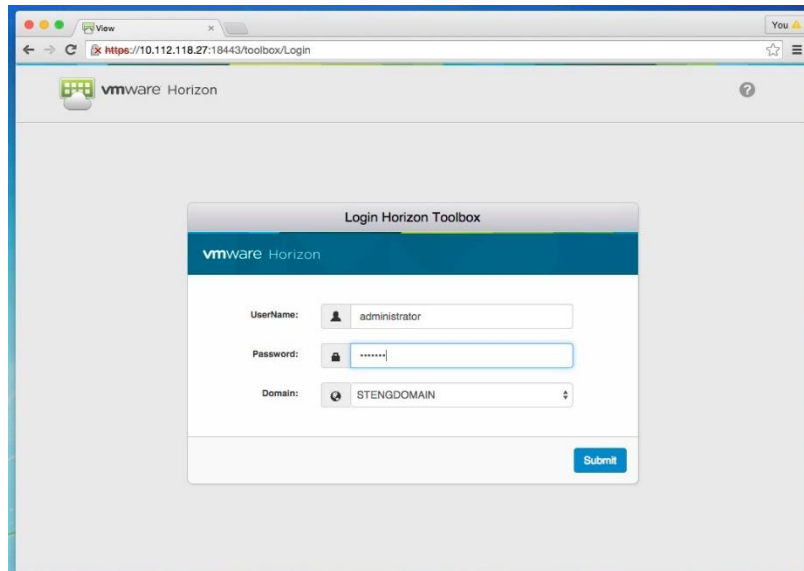 View
You
https://10.112.118.27:18443/toolbox/Login
vmware Horizon
Login Horizon Toolbox
vmware Horizon
UserName:
administrator
Password:
•••••••
Domain:
STENGDOMAIN
Submit